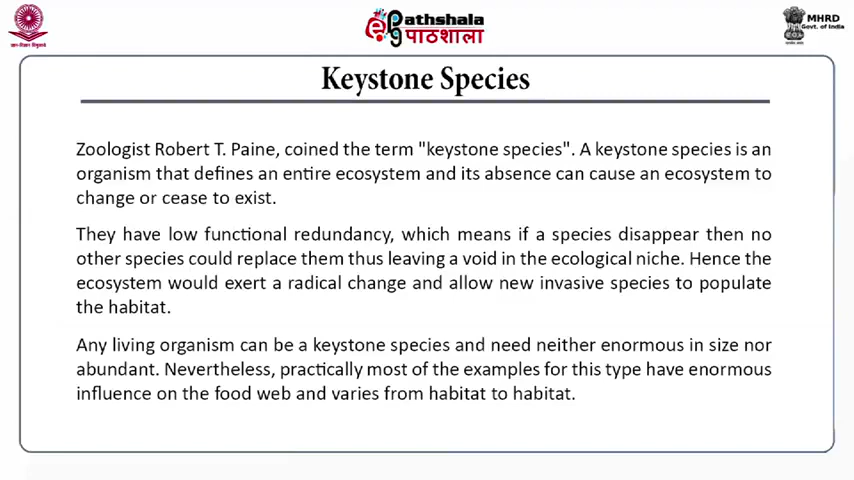 ePathshala
पाठशाला
MHRD
Govt. of India
Keystone Species
Zoologist Robert T. Paine, coined the term "keystone species". A keystone species is an
organism that defines an entire ecosystem and its absence can cause an ecosystem to
change or cease to exist.
They have low functional redundancy, which means if a species disappear then no
other species could replace them thus leaving a void in the ecological niche. Hence the
ecosystem would exert a radical change and allow new invasive species to populate
the habitat.
Any living organism can be a keystone species and need neither enormous in size nor
abundant. Nevertheless, practically most of the examples for this type have enormous
influence on the food web and varies from habitat to habitat.